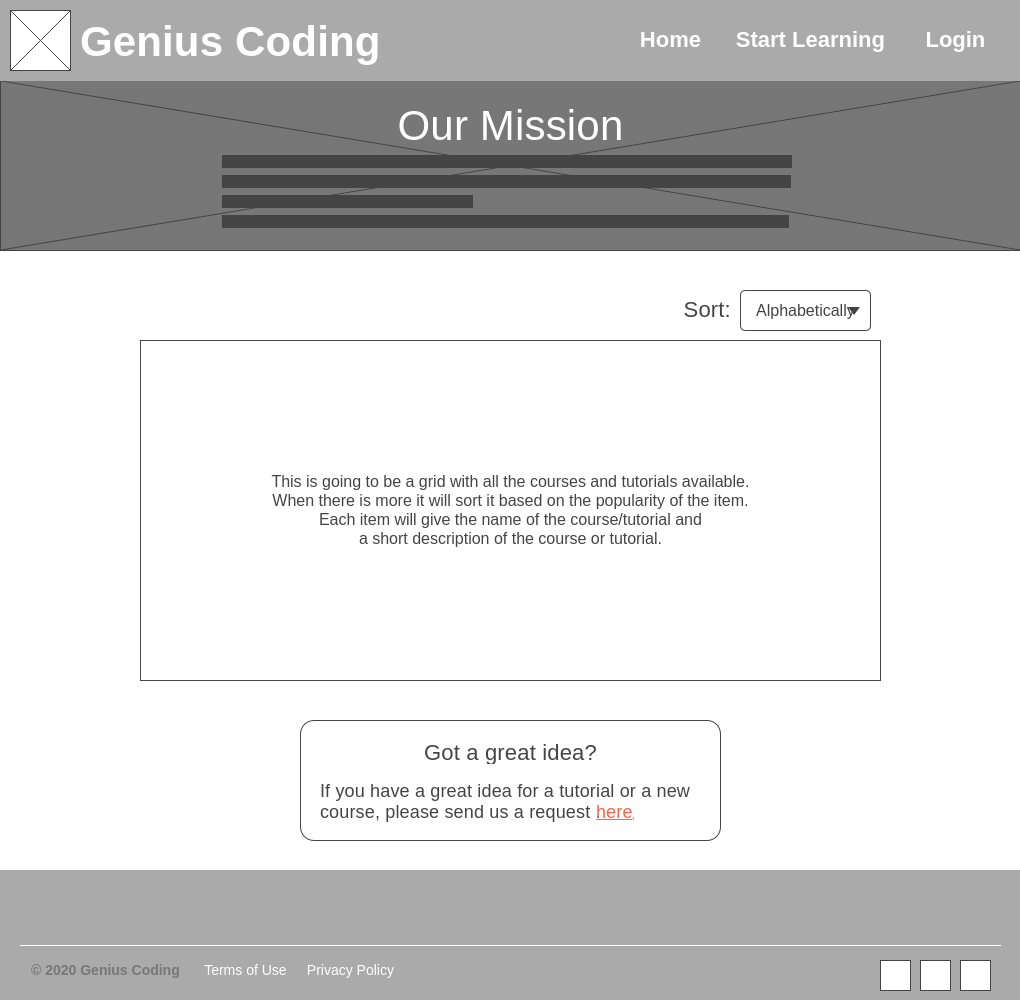 Genius Coding
Home Start Learning Login
Our Mission
Sort: Alphabetically
This is going to be a grid with all the courses and tutorials available.
When there is more it will sort it based on the popularity of the item.
Each item will give the name of the course/tutorial and
a short description of the course or tutorial.
Got a great idea?
If you have a great idea for a tutorial or a new
course, please send us a request here.
© 2020 Genius Coding Terms of Use Privacy Policy